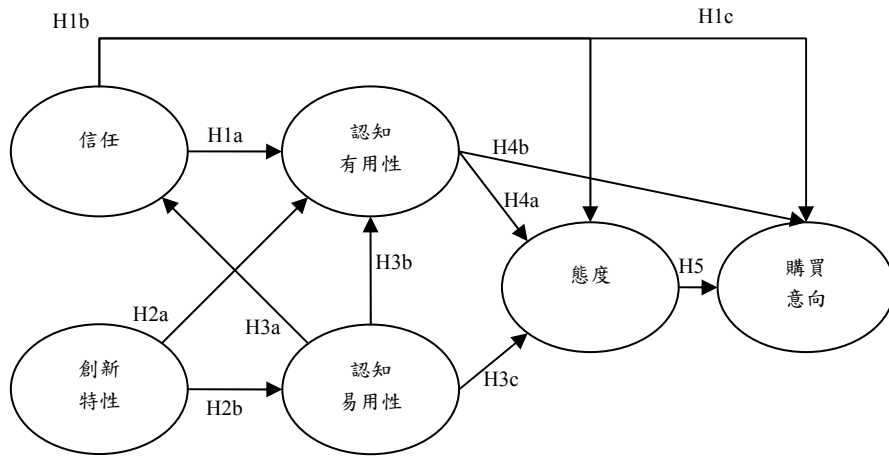 H1b
H1c
信任
H1a
認知
有用性
H4b
H4a
H3b
態度
H5
購買
意向
H2a
H3a
創新
特性
H2b
認知
易用性
H3c